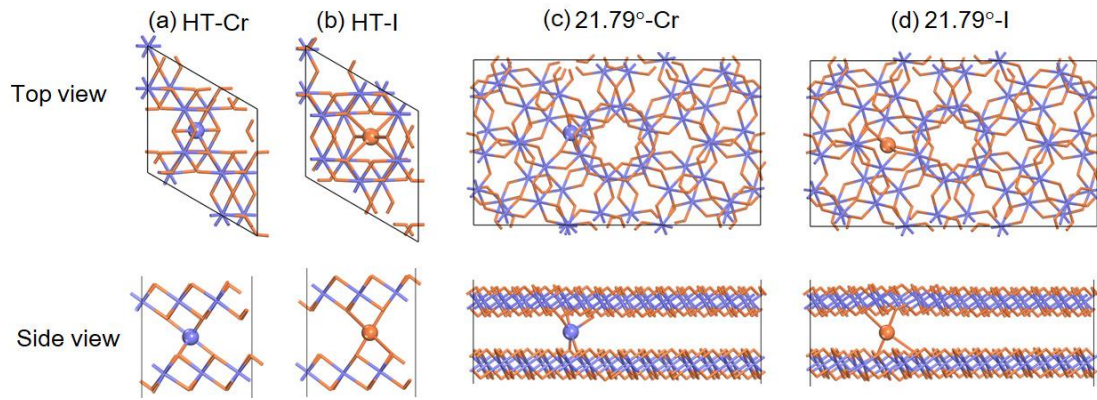 (a) HT-Cr
(b) HT-I
(c) 21.79°-Cr
(d) 21.79°-I
Top view
Side view